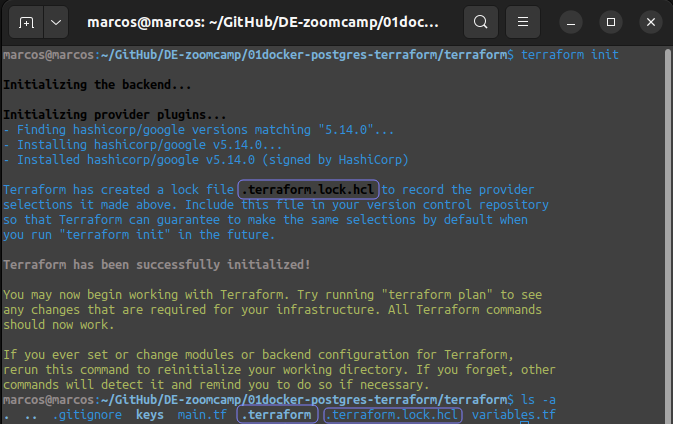 marcos@marcos: ~/GitHub/DE-zoomcamp/01doc...
marcos@marcos:~/GitHub/DE-zoomcamp/01docker-postgres-terraform/terraform$ terraform init
Initializing the backend...
Initializing provider plugins...
- Finding hashicorp/google versions matching "5.14.0"...
- Installing hashicorp/google v5.14.0...
- Installed hashicorp/google v5.14.0 (signed by HashiCorp)
Terraform has created a lock file .terraform.lock.hcl to record the provider
selections it made above. Include this file in your version control repository
so that Terraform can guarantee to make the same selections by default when
you run "terraform init" in the future.
Terraform has been successfully initialized!
You may now begin working with Terraform. Try running "terraform plan" to see
any changes that are required for your infrastructure. All Terraform commands
should now work.
If you ever set or change modules or backend configuration for Terraform,
rerun this command to reinitialize your working directory. If you forget, other
commands will detect it and remind you to do so if necessary.
marcos@marcos:~/GitHub/DE-zoomcamp/01docker-postgres-terraform/terraform$ ls -a
. .. .gitignore keys main.tf .terraform .terraform.lock.hcl variables.tf